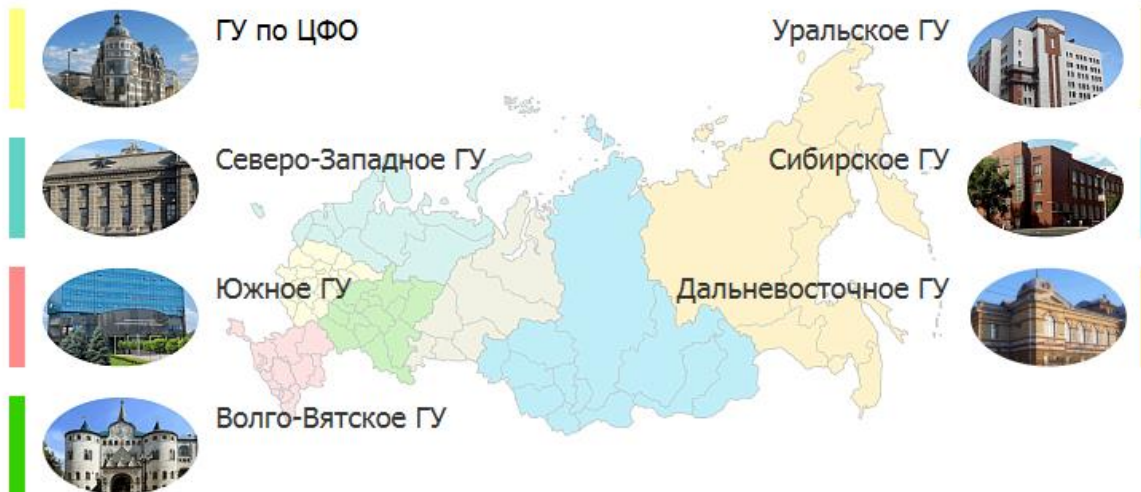 ГУ по ЦФО
Уральское ГУ
Северо-Западное ГУ
Сибирское ГУ
Южное ГУ
Дальневосточное ГУ
Волго-Вятское ГУ